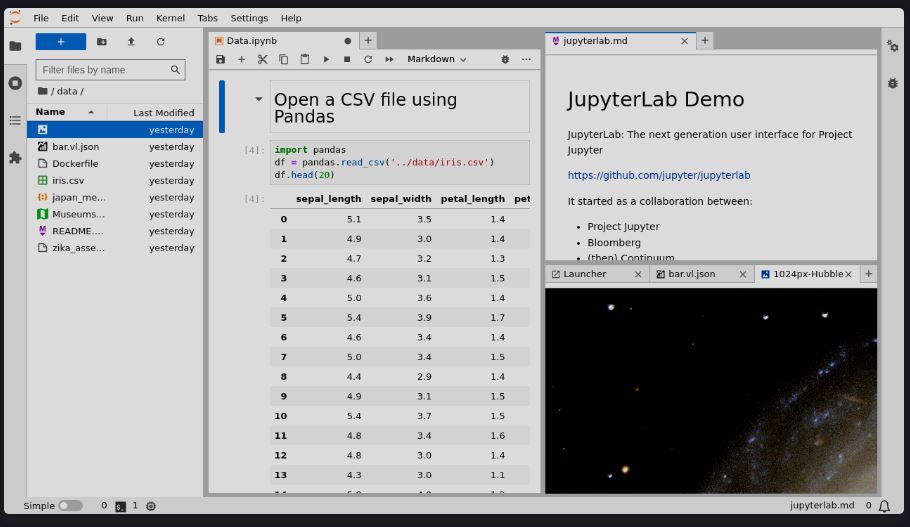 File Edit View Run Kernel Tabs Settings Help
+
Filter files by name
/ data /
Name Last Modified
yesterday
bar.vl.json yesterday
Dockerfile yesterday
iris.csv yesterday
japan_me... yesterday
Museums... yesterday
README.... yesterday
zika_asse... yesterday
Data.ipynb
Markdown
Open a CSV file using
Pandas
[4]: import pandas
df = pandas.read_csv('../data/iris.csv')
df.head(20)
[4]: sepal_length sepal_width petal_length pet
0 5.1 3.5 1.4
1 4.9 3.0 1.4
2 4.7 3.2 1.3
3 4.6 3.1 1.5
4 5.0 3.6 1.4
5 5.4 3.9 1.7
6 4.6 3.4 1.4
7 5.0 3.4 1.5
8 4.4 2.9 1.4
9 4.9 3.1 1.5
10 5.4 3.7 1.5
11 4.8 3.4 1.6
12 4.8 3.0 1.4
13 4.3 3.0 1.1
jupyterlab.md
JupyterLab Demo
JupyterLab: The next generation user interface for Project
Jupyter
https://github.com/jupyter/jupyterlab
It started as a collaboration between:
• Project Jupyter
• Bloomberg
• (then) Continuum
Launcher bar.vl.json 1024px-Hubble
Simple 0 1 jupyterlab.md 0